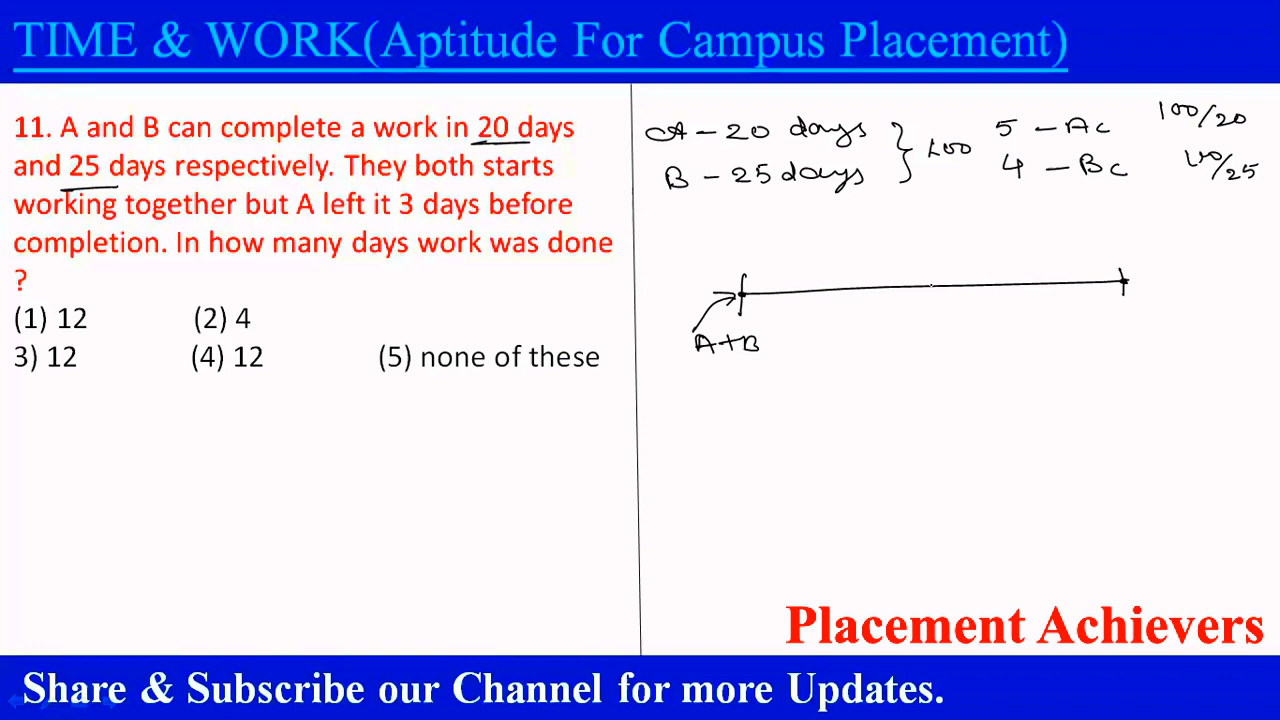 TIME & WORK(Aptitude For Campus Placement)
11. A and B can complete a work in 20 days
and 25 days respectively. They both starts
working together but A left it 3 days before
completion. In how many days work was done
?
(1) 12 (2) 4
3) 12 (4) 12 (5) none of these
A - 20 days } 100 5 - Ac 100/20
B - 25 days 4 - Bc 100/25
A+B
Placement Achievers
Share & Subscribe our Channel for more Updates.